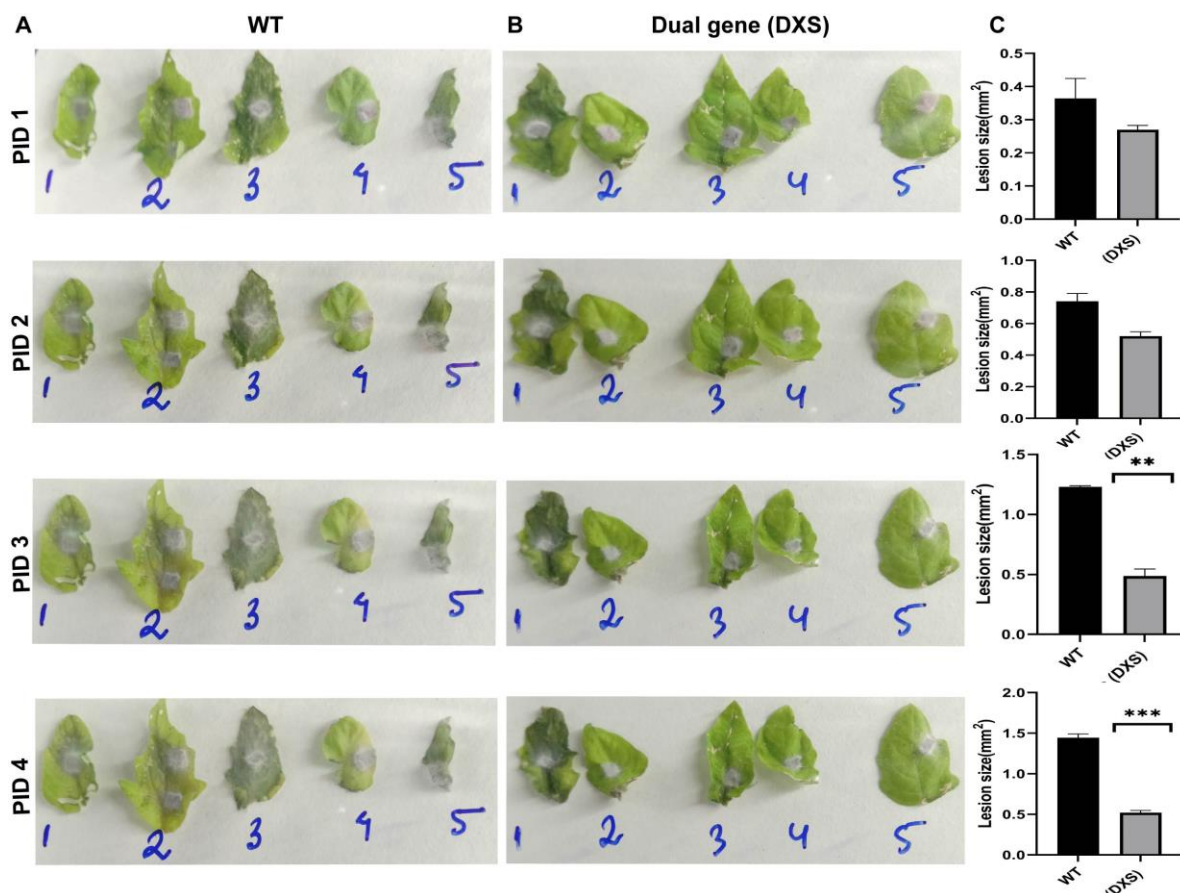 A WT B Dual gene (DXS) C
PID 1
1 2 3 4 5
1 2 3 4 5
Lesion size(mm²)
0.5
0.4
0.3
0.2
0.1
0.0
WT (DXS)
PID 2
1 2 3 4 5
1 2 3 4 5
Lesion size(mm²)
1.0
0.8
0.6
0.4
0.2
0.0
WT (DXS)
PID 3
1 2 3 4 5
1 2 3 4 5
Lesion size(mm²)
1.5
1.0
0.5
0.0
**
WT (DXS)
PID 4
1 2 3 4 5
1 2 3 4 5
Lesion size(mm²)
2.0
1.5
1.0
0.5
0.0
***
WT (DXS)